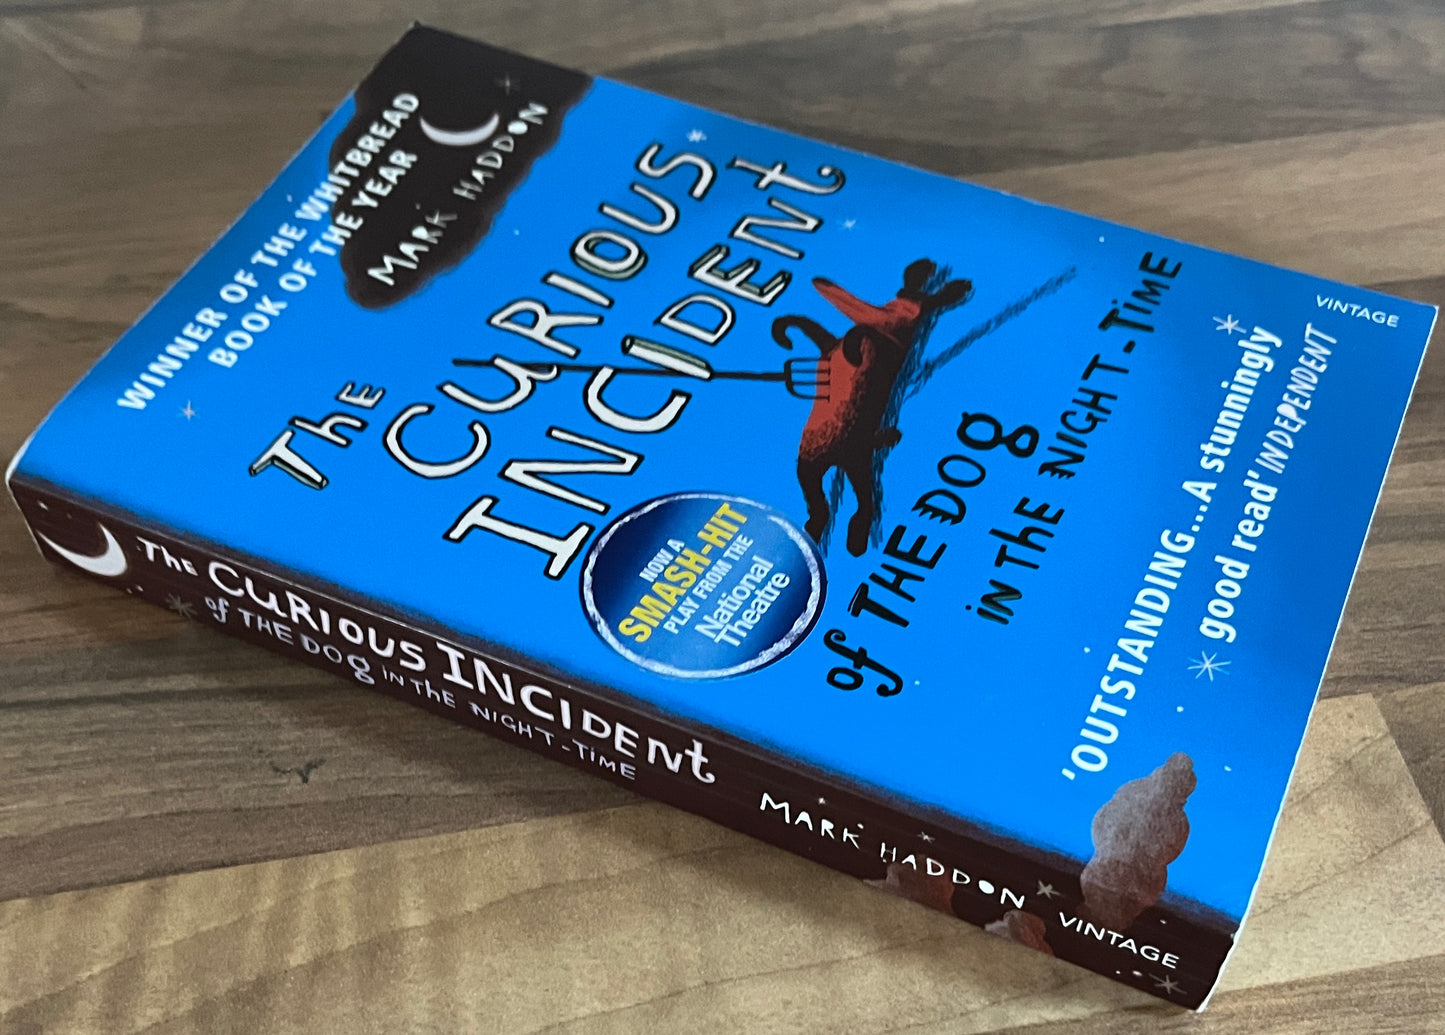 WINNER OF THE WHITBREAD
BOOK OF THE YEAR
MARK HADDON
The
CURIOUS
INCIDENT
of THE DOG
IN The NIGHT-TIME
NOW A
SMASH-HIT
PLAY FROM THE
National
Theatre
VINTAGE
'OUTSTANDING...A stunningly
good read' INDEPENDENT
The CURIOUS INCIDENT
of THE DOG IN The NIGHT-TIME
MARK HADDON
VINTAGE